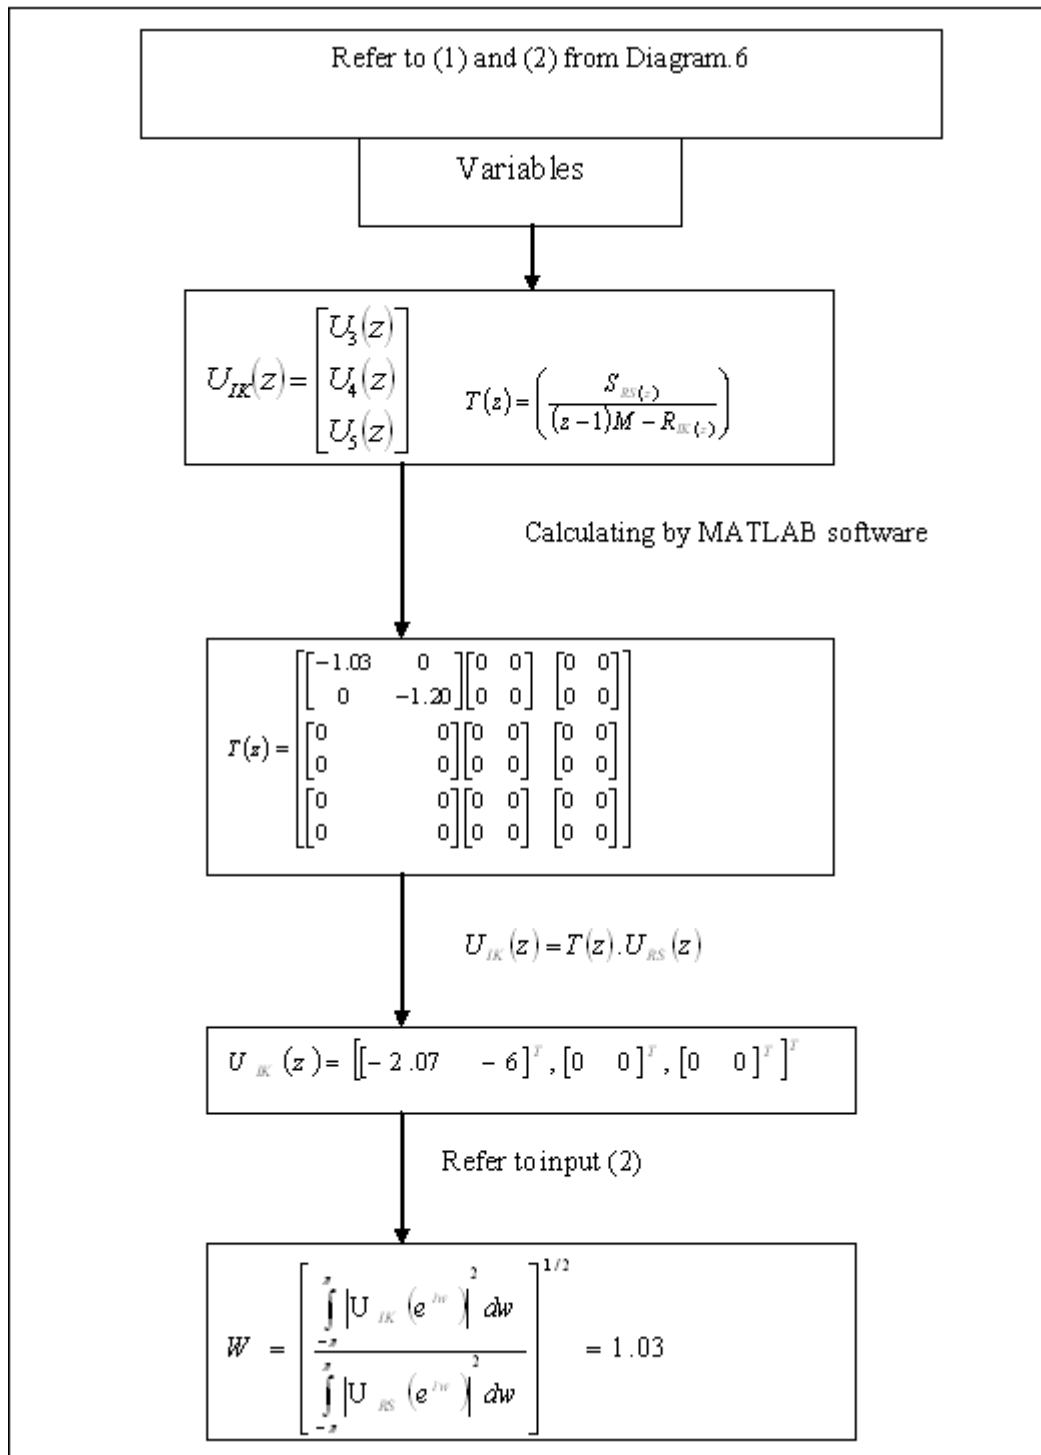 Refer to (1) and (2) from Diagram.6
Variables
U_IK(z) = [U_3(z) U_4(z) U_5(z)]
T(z) = (S_RS(z) / ((z−1)M − R_IK(z)))
Calculating by MATLAB software
T(z) =
[−1.03 0] [0 0] [0 0]
[0 −1.20] [0 0] [0 0]
[0 0] [0 0] [0 0]
[0 0] [0 0] [0 0]
[0 0] [0 0] [0 0]
[0 0] [0 0] [0 0]
U_IK (z) = T(z).U_RS (z)
U_IK (z) = [[− 2.07 − 6]^T, [0 0]^T, [0 0]^T]^T
Refer to input (2)
W = [∫_{-π}^{π} |U_IK (e^{Iw})|^2 dw / ∫_{-π}^{π} |U_RS (e^{Iw})|^2 dw]^{1/2} = 1.03